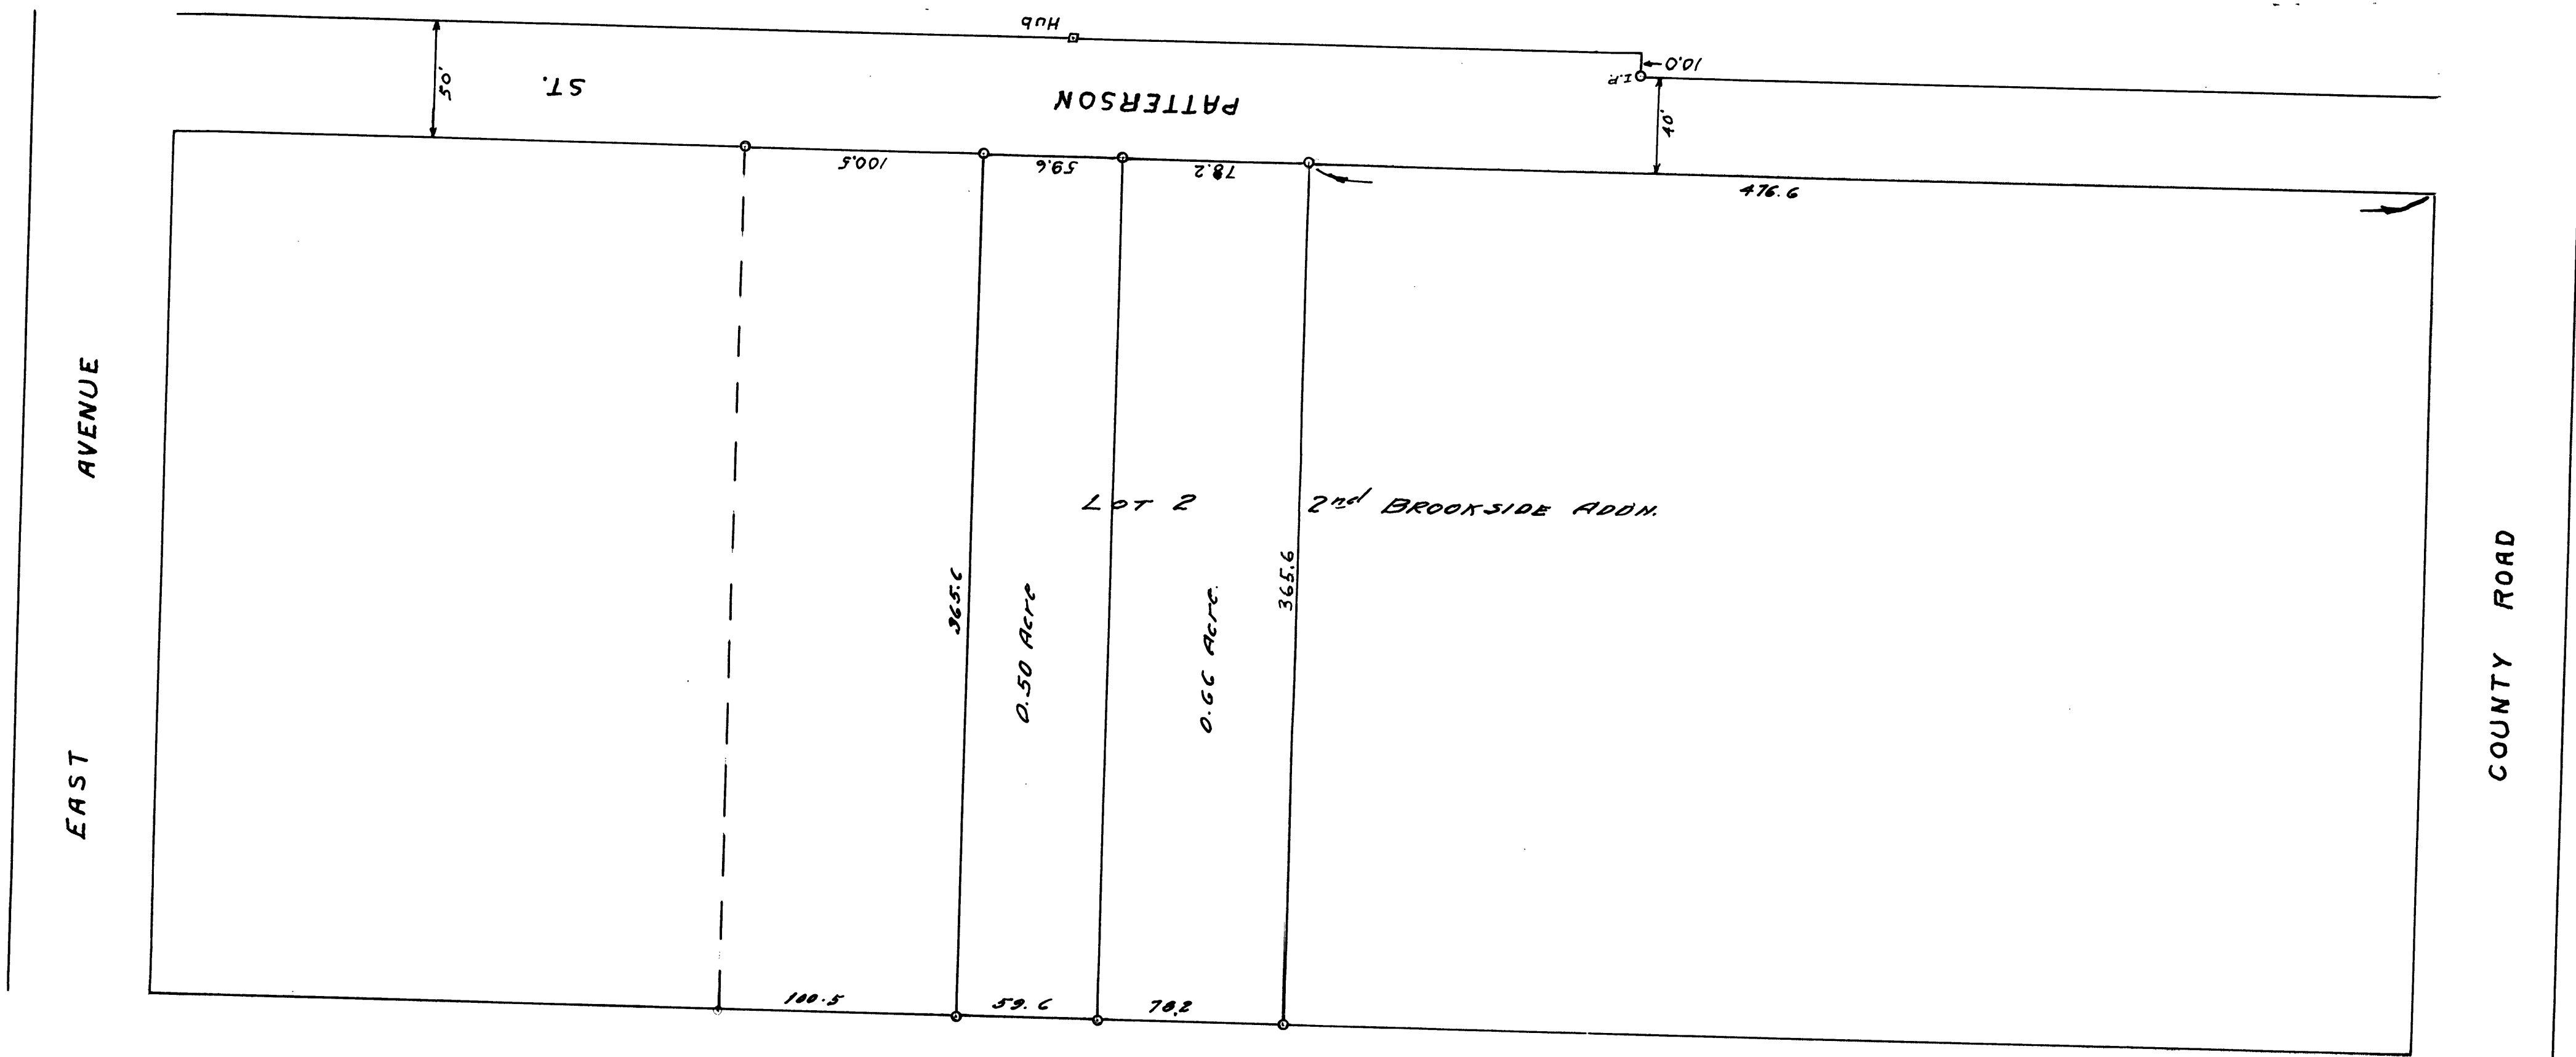 Hub
50'
ST.
PATTERSON
10.0
I.P.
40'
100.5
59.6
78.2
476.6
EAST AVENUE
LOT 2 2nd BROOKSIDE ADDN.
365.6
0.50 Acre
0.66 Acre.
365.6
COUNTY ROAD
100.5
59.6
78.2